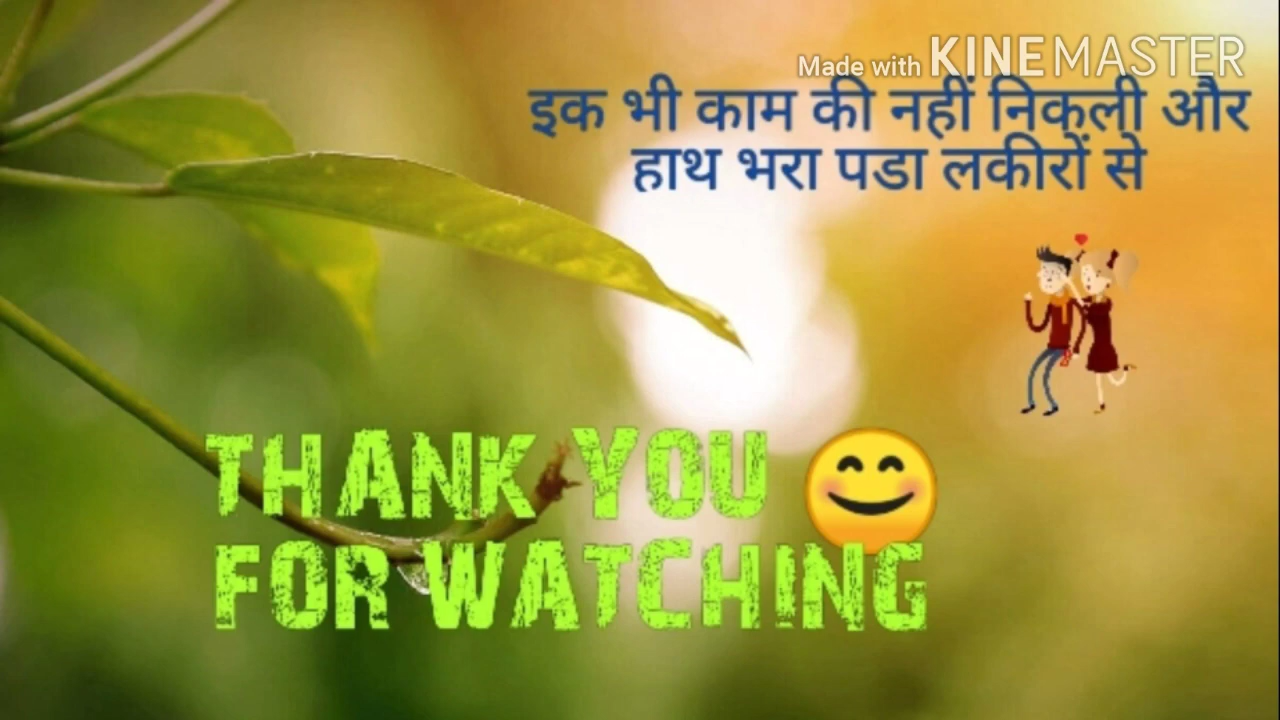 Made with KINEMASTER
इक भी काम की नहीं निकली और
हाथ भरा पडा लकीरों से
THANK YOU 😊
FOR WATCHING